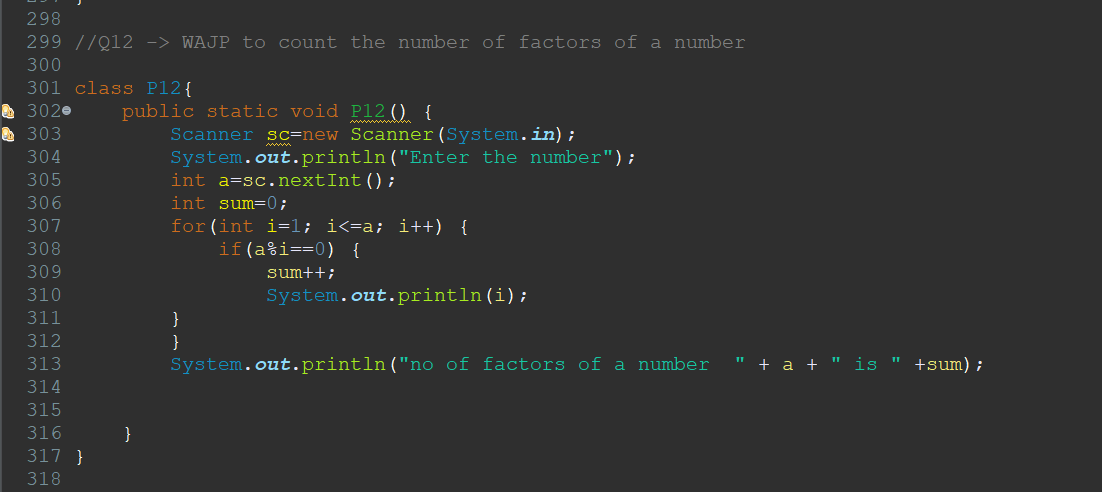 298
299 //Q12 -> WAJP to count the number of factors of a number
300
301 class P12{
302 public static void P12() {
303 Scanner sc=new Scanner(System.in);
304 System.out.println("Enter the number");
305 int a=sc.nextInt();
306 int sum=0;
307 for(int i=1; i<=a; i++) {
308 if(a%i==0) {
309 sum++;
310 System.out.println(i);
311 }
312 }
313 System.out.println("no of factors of a number  " + a + " is " +sum);
314
315
316 }
317 }
318